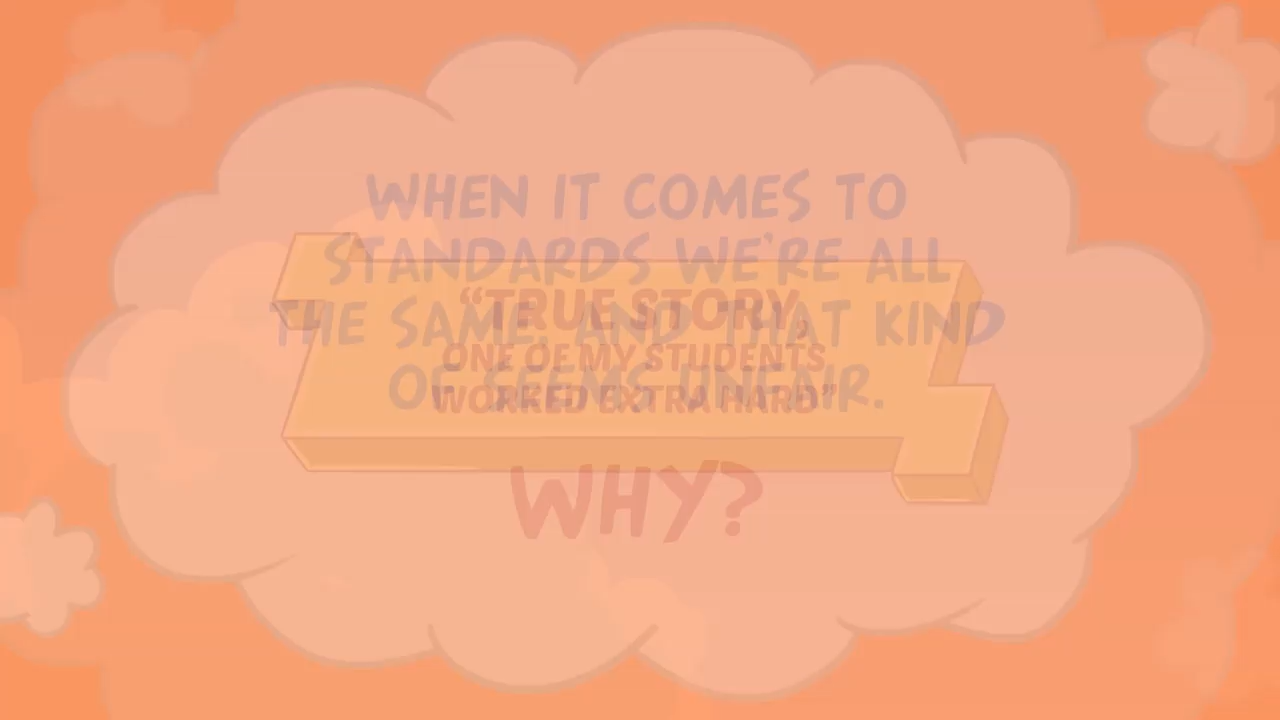 WHEN IT COMES TO
STANDARDS WE'RE ALL
THE SAME. AND THAT KIND
OF SEEMS UNFAIR.
WHY?
“TRUE STORY,
ONE OF MY STUDENTS
WORKED EXTRA HARD”